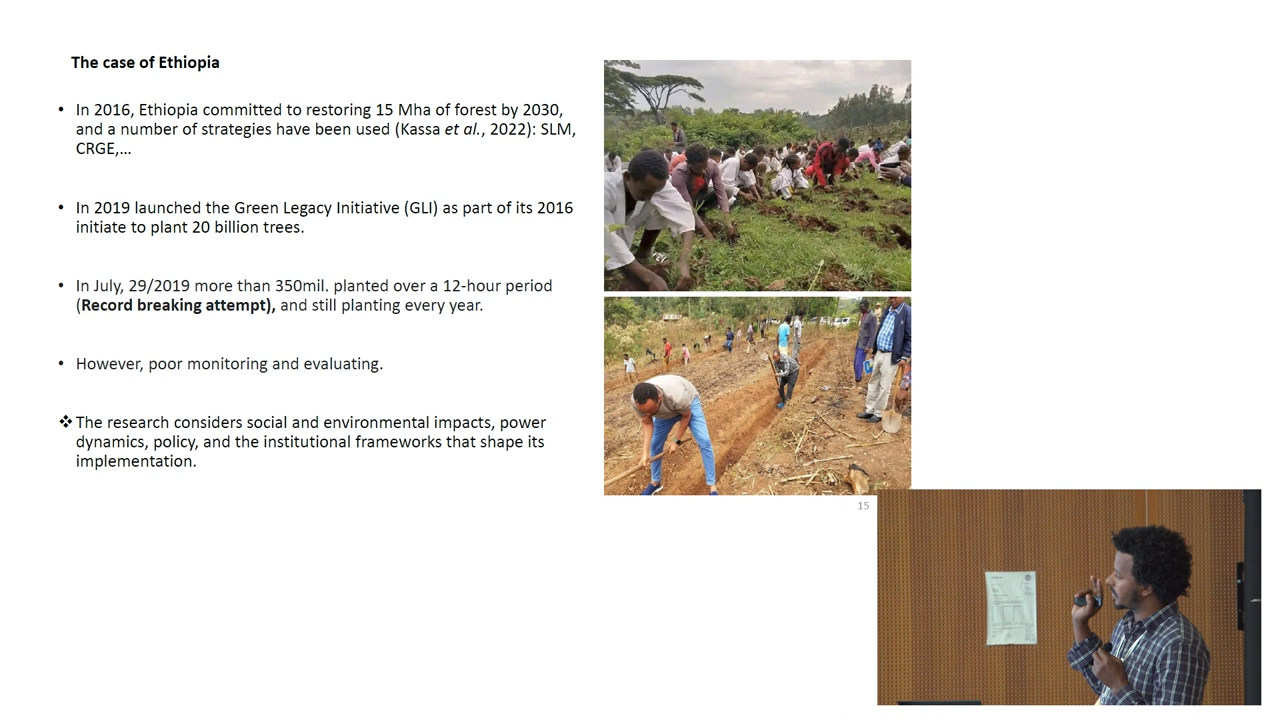 The case of Ethiopia
• In 2016, Ethiopia committed to restoring 15 Mha of forest by 2030,
and a number of strategies have been used (Kassa et al., 2022): SLM,
CRGE,...
• In 2019 launched the Green Legacy Initiative (GLI) as part of its 2016
initiate to plant 20 billion trees.
• In July, 29/2019 more than 350mil. planted over a 12-hour period
(Record breaking attempt), and still planting every year.
• However, poor monitoring and evaluating.
❖ The research considers social and environmental impacts, power
dynamics, policy, and the institutional frameworks that shape its
implementation.
15